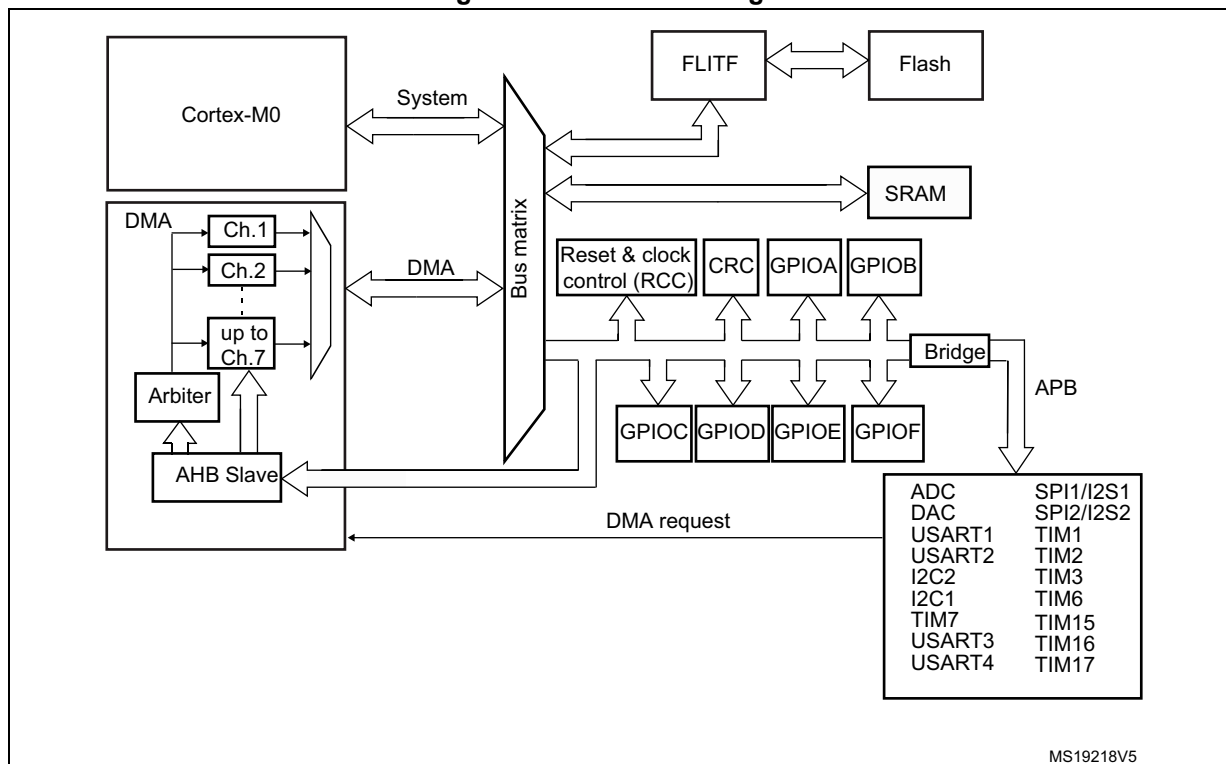 Cortex-M0
System
FLITF
Flash
SRAM
Bus matrix
DMA
Ch.1
Ch.2
up to
Ch.7
Arbiter
AHB Slave
DMA
Reset & clock
control (RCC)
CRC
GPIOA
GPIOB
Bridge
APB
GPIOC
GPIOD
GPIOE
GPIOF
DMA request
ADC
DAC
USART1
USART2
I2C2
I2C1
TIM7
USART3
USART4
SPI1/I2S1
SPI2/I2S2
TIM1
TIM2
TIM3
TIM6
TIM15
TIM16
TIM17
MS19218V5